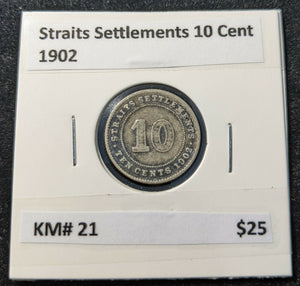 Straits Settlements 10 Cent
1902
STRAITS SETTLEMENTS
10
TEN CENTS 1902
KM# 21 $25